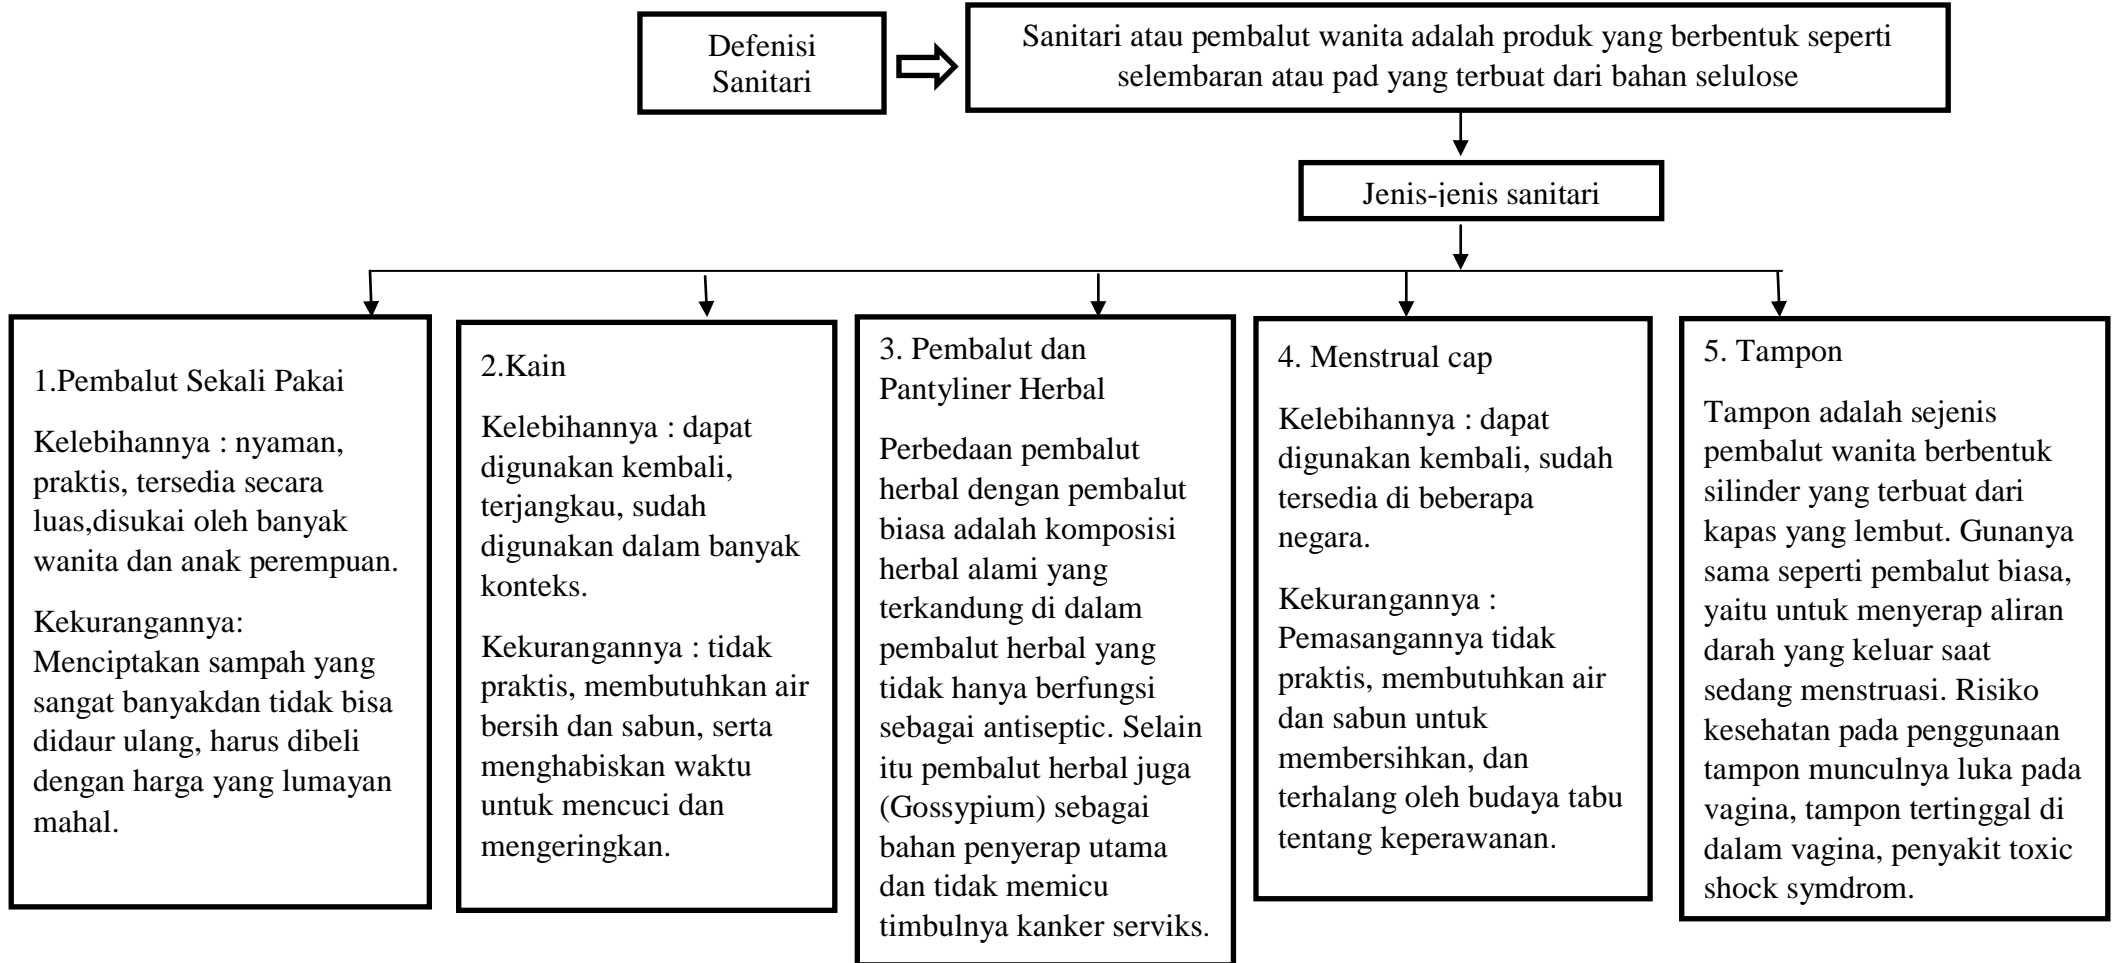 Defenisi
Sanitari
Sanitari atau pembalut wanita adalah produk yang berbentuk seperti
selembaran atau pad yang terbuat dari bahan selulose
Jenis-jenis sanitari
1.Pembalut Sekali Pakai
Kelebihannya : nyaman,
praktis, tersedia secara
luas,disukai oleh banyak
wanita dan anak perempuan.
Kekurangannya:
Menciptakan sampah yang
sangat banyakdan tidak bisa
didaur ulang, harus dibeli
dengan harga yang lumayan
mahal.
2.Kain
Kelebihannya : dapat
digunakan kembali,
terjangkau, sudah
digunakan dalam banyak
konteks.
Kekurangannya : tidak
praktis, membutuhkan air
bersih dan sabun, serta
menghabiskan waktu
untuk mencuci dan
mengeringkan.
3. Pembalut dan
Pantyliner Herbal
Perbedaan pembalut
herbal dengan pembalut
biasa adalah komposisi
herbal alami yang
terkandung di dalam
pembalut herbal yang
tidak hanya berfungsi
sebagai antiseptic. Selain
itu pembalut herbal juga
(Gossypium) sebagai
bahan penyerap utama
dan tidak memicu
timbulnya kanker serviks.
4. Menstrual cap
Kelebihannya : dapat
digunakan kembali, sudah
tersedia di beberapa
negara.
Kekurangannya :
Pemasangannya tidak
praktis, membutuhkan air
dan sabun untuk
membersihkan, dan
terhalang oleh budaya tabu
tentang keperawanan.
5. Tampon
Tampon adalah sejenis
pembalut wanita berbentuk
silinder yang terbuat dari
kapas yang lembut. Gunanya
sama seperti pembalut biasa,
yaitu untuk menyerap aliran
darah yang keluar saat
sedang menstruasi. Risiko
kesehatan pada penggunaan
tampon munculnya luka pada
vagina, tampon tertinggal di
dalam vagina, penyakit toxic
shock symdrom.